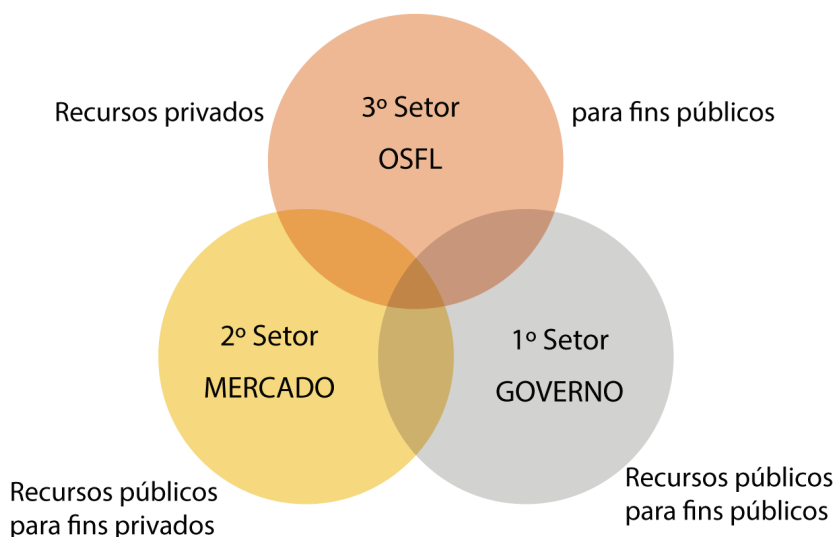 Recursos privados
3º Setor
OSFL
para fins públicos
2º Setor
MERCADO
1º Setor
GOVERNO
Recursos públicos
para fins privados
Recursos públicos
para fins públicos